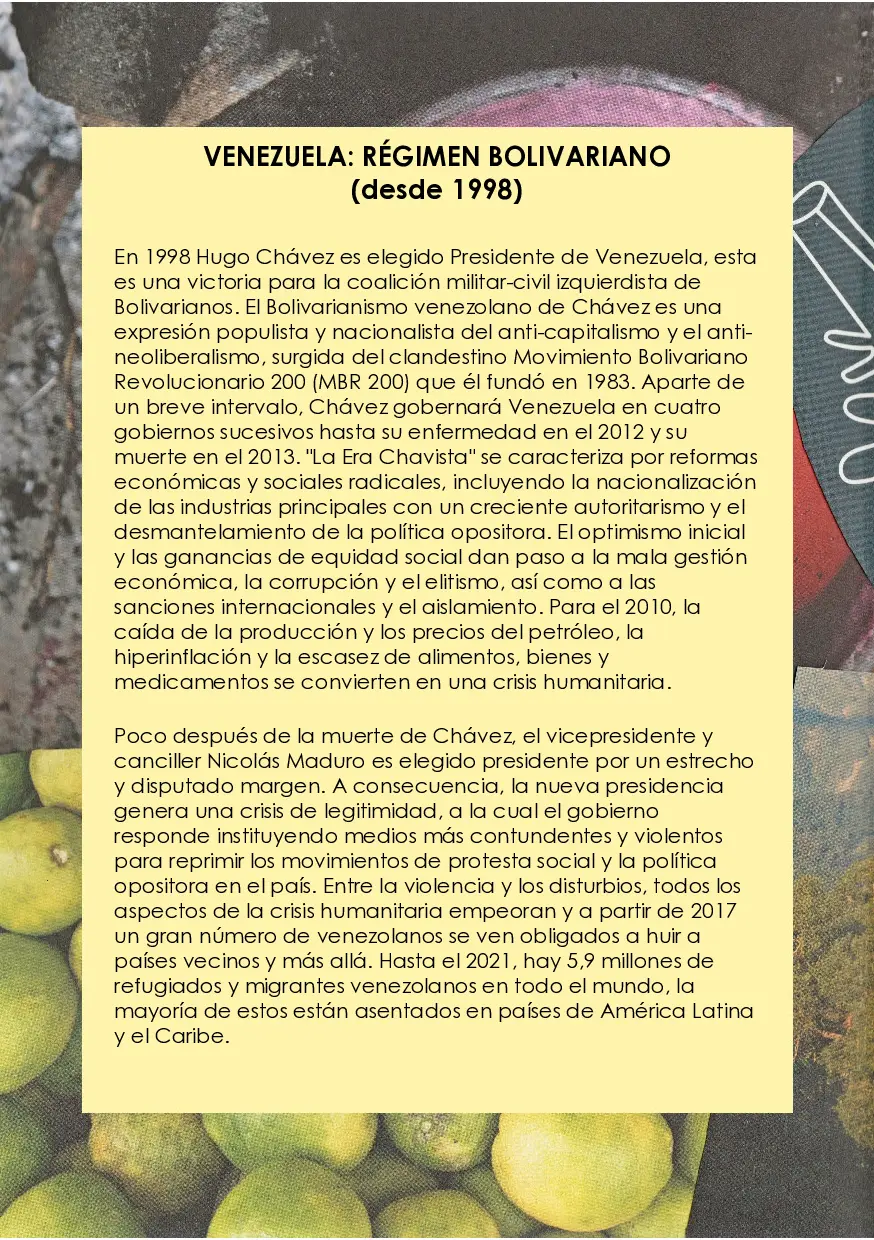 VENEZUELA: RÉGIMEN BOLIVARIANO
(desde 1998)
En 1998 Hugo Chávez es elegido Presidente de Venezuela, esta
es una victoria para la coalición militar-civil izquierdista de
Bolivarianos. El Bolivarianismo venezolano de Chávez es una
expresión populista y nacionalista del anti-capitalismo y el anti-
neoliberalismo, surgida del clandestino Movimiento Bolivariano
Revolucionario 200 (MBR 200) que él fundó en 1983. Aparte de
un breve intervalo, Chávez gobernará Venezuela en cuatro
gobiernos sucesivos hasta su enfermedad en el 2012 y su
muerte en el 2013. "La Era Chavista" se caracteriza por reformas
económicas y sociales radicales, incluyendo la nacionalización
de las industrias principales con un creciente autoritarismo y el
desmantelamiento de la política opositora. El optimismo inicial
y las ganancias de equidad social dan paso a la mala gestión
económica, la corrupción y el elitismo, así como a las
sanciones internacionales y el aislamiento. Para el 2010, la
caída de la producción y los precios del petróleo, la
hiperinflación y la escasez de alimentos, bienes y
medicamentos se convierten en una crisis humanitaria.
Poco después de la muerte de Chávez, el vicepresidente y
canciller Nicolás Maduro es elegido presidente por un estrecho
y disputado margen. A consecuencia, la nueva presidencia
genera una crisis de legitimidad, a la cual el gobierno
responde instituyendo medios más contundentes y violentos
para reprimir los movimientos de protesta social y la política
opositora en el país. Entre la violencia y los disturbios, todos los
aspectos de la crisis humanitaria empeoran y a partir de 2017
un gran número de venezolanos se ven obligados a huir a
países vecinos y más allá. Hasta el 2021, hay 5,9 millones de
refugiados y migrantes venezolanos en todo el mundo, la
mayoría de estos están asentados en países de América Latina
y el Caribe.